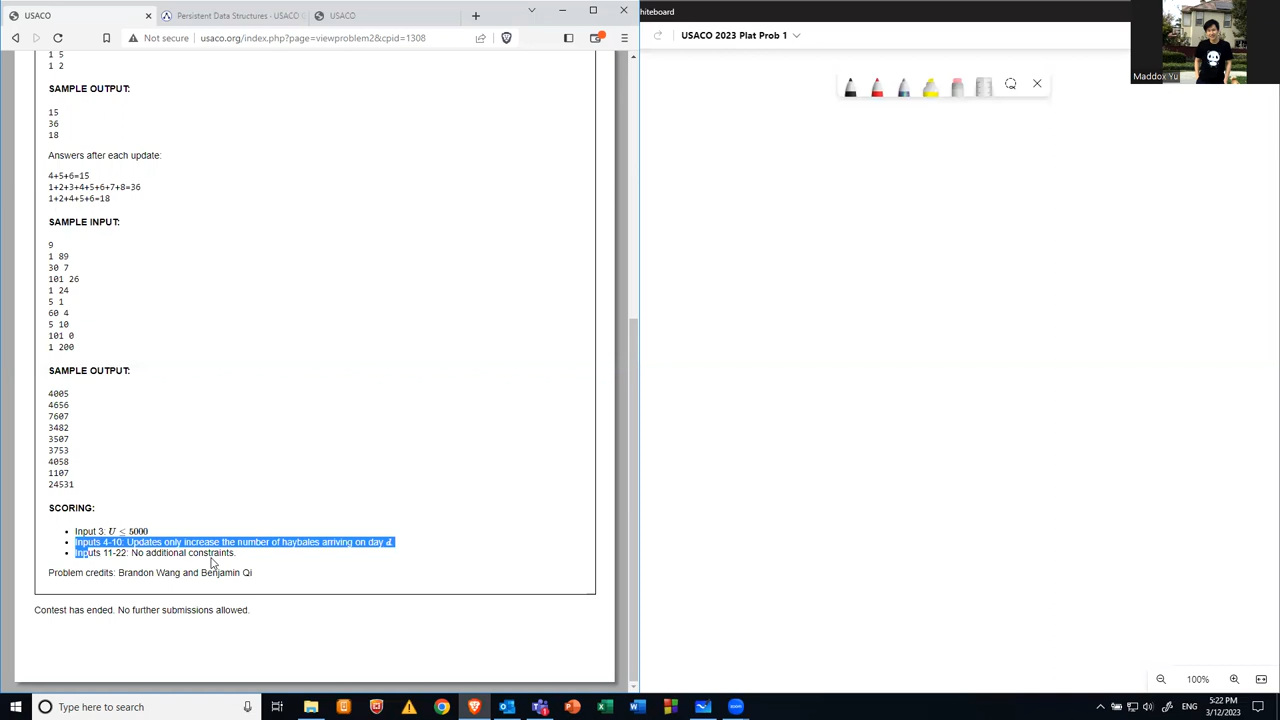 USACO
Persistent Data Structures - USACO
USACO
Not secure
usaco.org/index.php?page=viewproblem2&cpid=1308
1 5
1 2
SAMPLE OUTPUT:
15
36
18
Answers after each update:
4+5+6=15
1+2+3+4+5+6+7+8=36
1+2+4+5+6=18
SAMPLE INPUT:
9
1 89
30 7
101 26
1 24
5 1
60 4
5 10
101 0
1 200
SAMPLE OUTPUT:
4005
4656
7607
3482
3507
3753
4058
1107
24531
SCORING:
• Input 3: U ≤ 5000
• Inputs 4-10: Updates only increase the number of haybales arriving on day d.
• Inputs 11-22: No additional constraints.
Problem credits: Brandon Wang and Benjamin Qi
Contest has ended. No further submissions allowed.
iteboard
USACO 2023 Plat Prob 1
Maddox Yu
100%
Type here to search
ENG
5:22 PM
3/12/2023